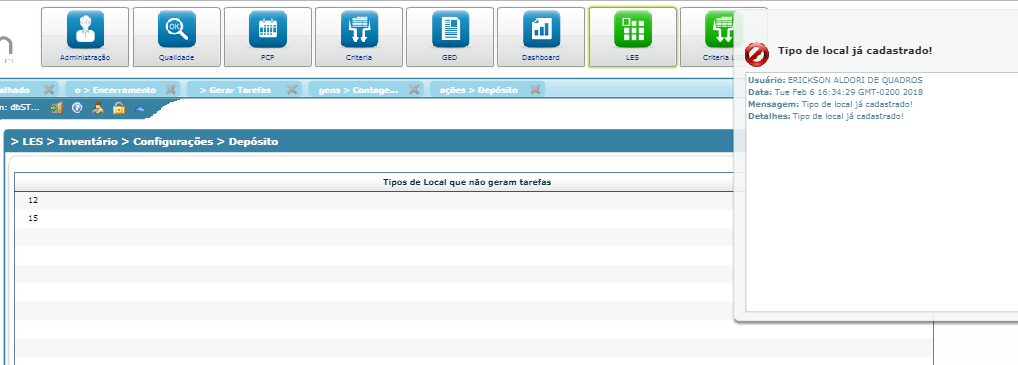 Administração
Qualidade
PCP
Criteria
GED
Dashboard
LES
Criteria L
Tipo de local já cadastrado!
Usuário: ERICKSON ALDORI DE QUADROS
Data: Tue Feb 6 16:34:29 GMT-0200 2018
Mensagem: Tipo de local já cadastrado!
Detalhes: Tipo de local já cadastrado!
alhado
o > Encerramento
> Gerar Tarefas
gens > Contage...
ações > Depósito
n: dbST...
> LES > Inventário > Configurações > Depósito
Tipos de Local que não geram tarefas
12
15